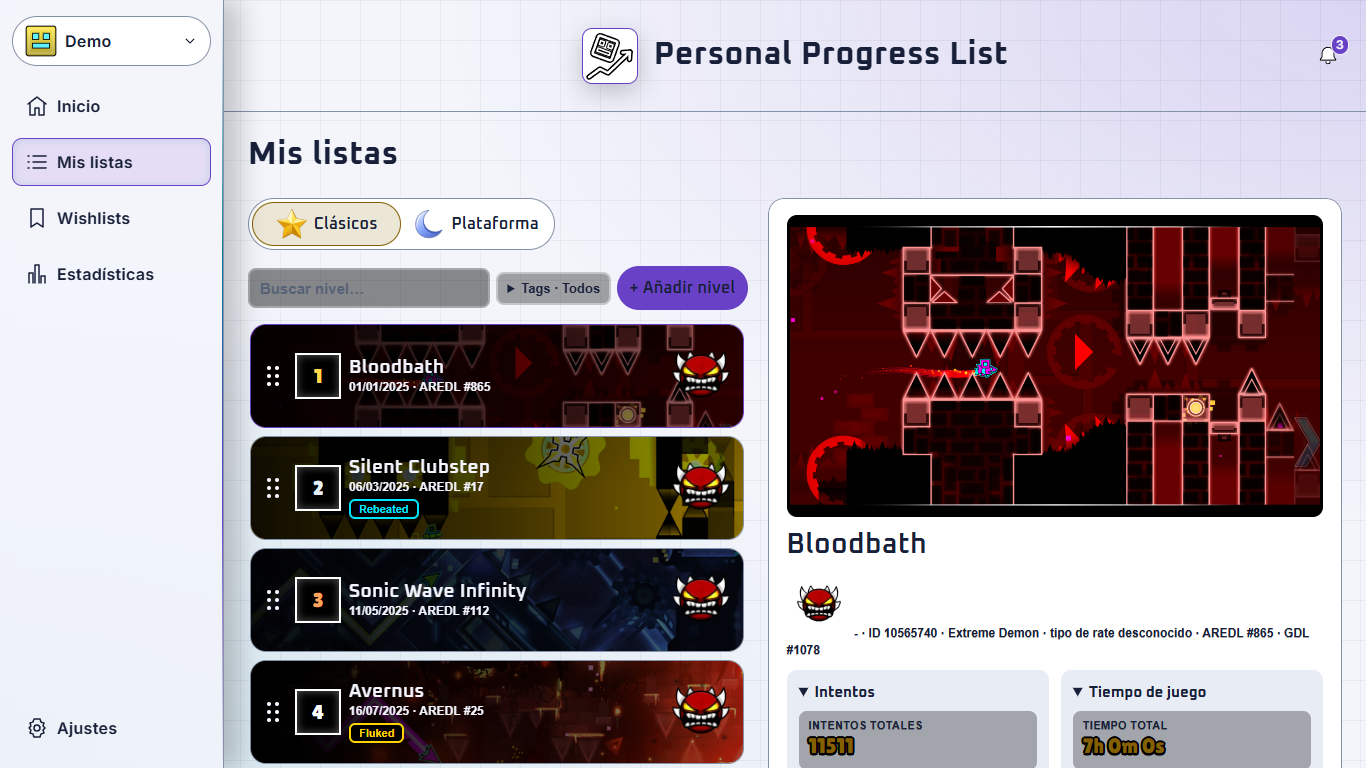 Demo
Inicio
Mis listas
Wishlists
Estadísticas
Ajustes
Personal Progress List
3
Mis listas
Clásicos
Plataforma
Buscar nivel...
▶ Tags · Todos
+ Añadir nivel
1
Bloodbath
01/01/2025 · AREDL #865
2
Silent Clubstep
06/03/2025 · AREDL #17
Rebeated
3
Sonic Wave Infinity
11/05/2025 · AREDL #112
4
Avernus
16/07/2025 · AREDL #25
Fluked
Bloodbath
- · ID 10565740 · Extreme Demon · tipo de rate desconocido · AREDL #865 · GDL
#1078
▼ Intentos
INTENTOS TOTALES
11511
▼ Tiempo de juego
TIEMPO TOTAL
7h 0m 0s